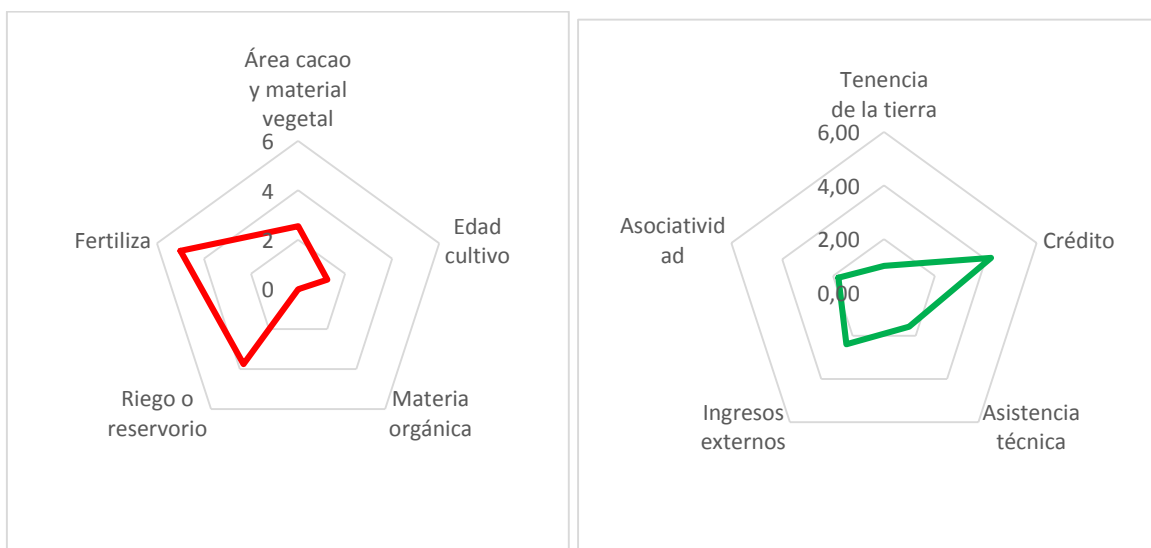 Área cacao
y material
vegetal
6
4
2
0
Edad
cultivo
Materia
orgánica
Riego o
reservorio
Fertiliza
Tenencia
de la tierra
6,00
4,00
2,00
0,00
Crédito
Asistencia
técnica
Ingresos
externos
Asociativid
ad